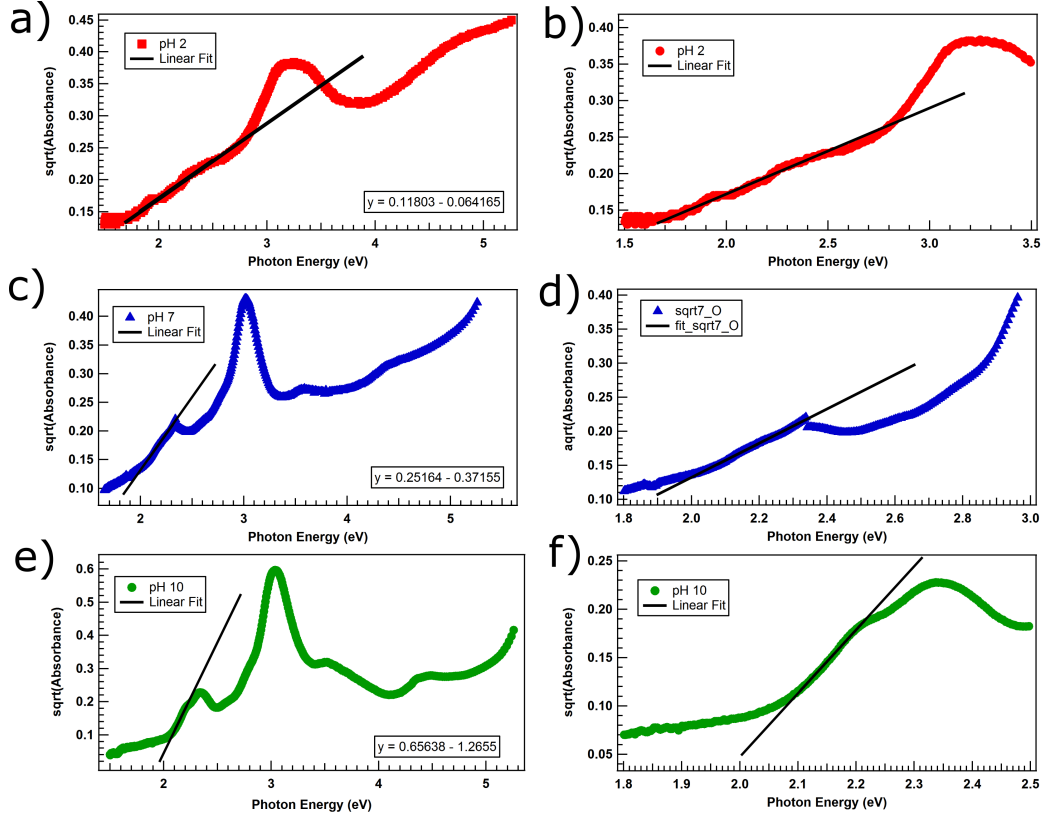 a)
0.45
0.40
0.35
0.30
0.25
0.20
0.15
sqrt(Absorbance)
pH 2
Linear Fit
y = 0.11803 - 0.064165
2 3 4 5
Photon Energy (eV)
b)
0.40
0.35
0.30
0.25
0.20
0.15
sqrt(Absorbance)
pH 2
Linear Fit
1.5 2.0 2.5 3.0 3.5
Photon Energy (eV)
c)
0.40
0.35
0.30
0.25
0.20
0.15
0.10
sqrt(Absorbance)
pH 7
Linear Fit
y = 0.25164 - 0.37155
2 3 4 5
Photon Energy (eV)
d)
0.40
0.35
0.30
0.25
0.20
0.15
0.10
aqrt(Absorbance)
sqrt7_O
fit_sqrt7_O
1.8 2.0 2.2 2.4 2.6 2.8 3.0
Photon Energy (eV)
e)
0.6
0.5
0.4
0.3
0.2
0.1
sqrt(Absorbance)
pH 10
Linear Fit
y = 0.65638 - 1.2655
2 3 4 5
Photon Energy (eV)
f)
0.25
0.20
0.15
0.10
0.05
sqrt(Absorbance)
pH 10
Linear Fit
1.8 1.9 2.0 2.1 2.2 2.3 2.4 2.5
Photon Energy (eV)